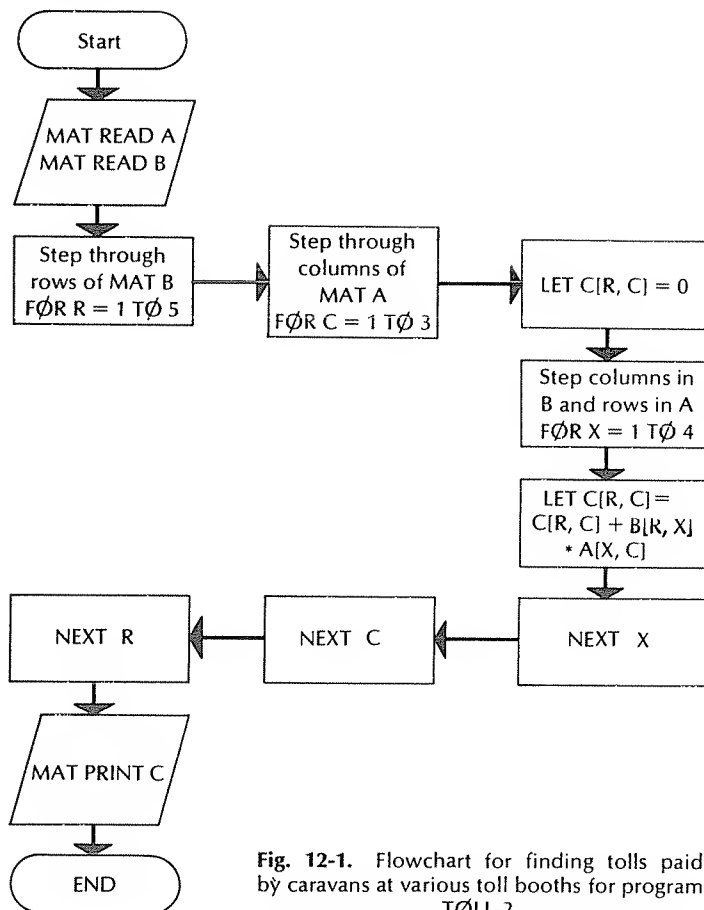 Start
MAT READ A
MAT READ B
Step through
rows of MAT B
FØR R = 1 TØ 5
Step through
columns of
MAT A
FØR C = 1 TØ 3
LET C[R, C] = 0
Step columns in
B and rows in A
FØR X = 1 TØ 4
LET C[R, C] =
C[R, C] + B[R, X]
* A[X, C]
NEXT X
NEXT C
NEXT R
MAT PRINT C
END
Fig. 12-1. Flowchart for finding tolls paid
by caravans at various toll booths for program
TØLL 2